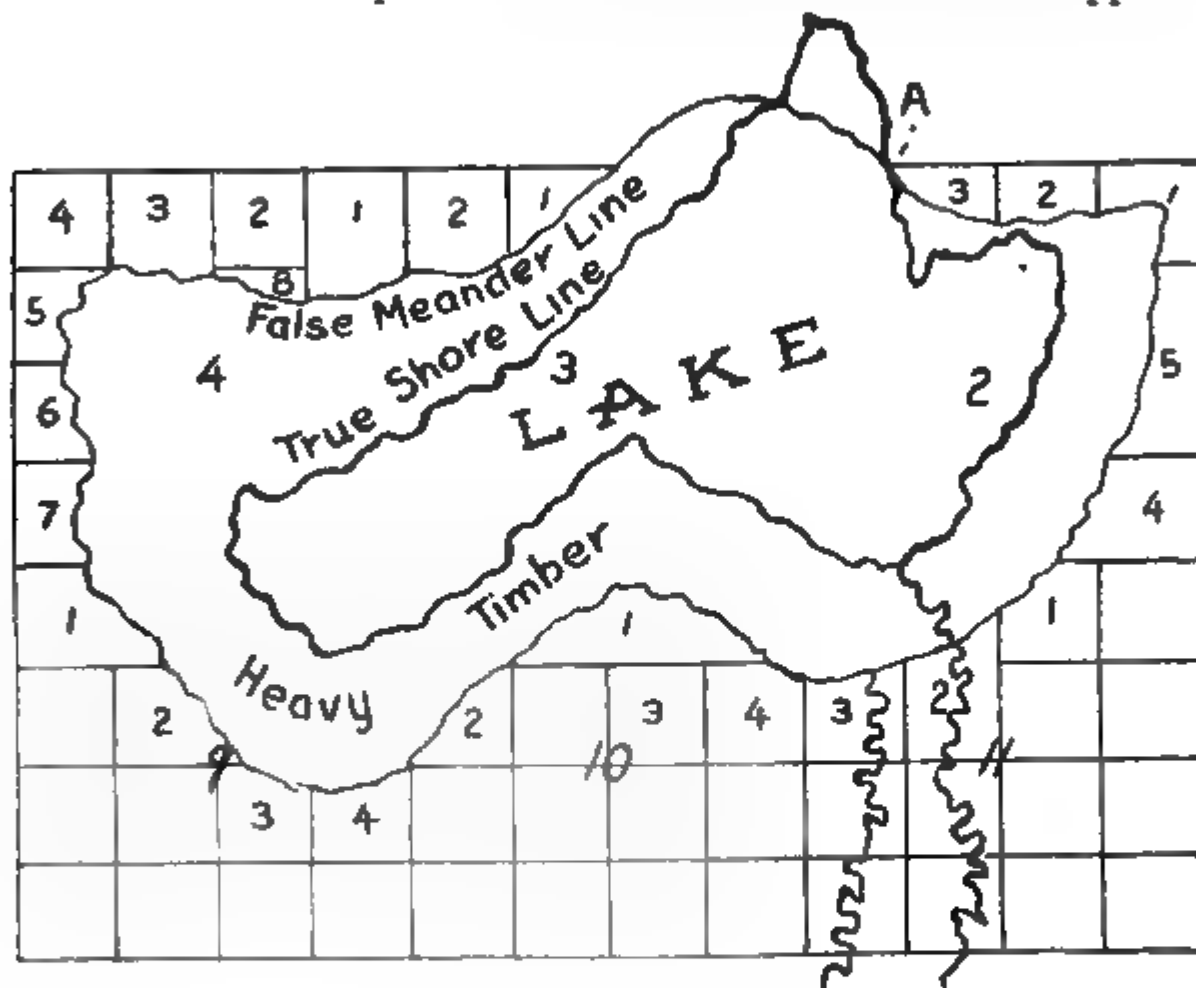 A
4 3 2 1 2 1 3 2 1
8
5
False Meander Line
True Shore Line
4 3 LAKE 2 5
6
7 4
Heavy Timber
1 1 1
2 2 3 4 3 2
9 10 11
3 4